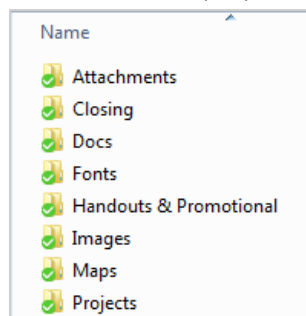 Name
Attachments
Closing
Docs
Fonts
Handouts & Promotional
Images
Maps
Projects